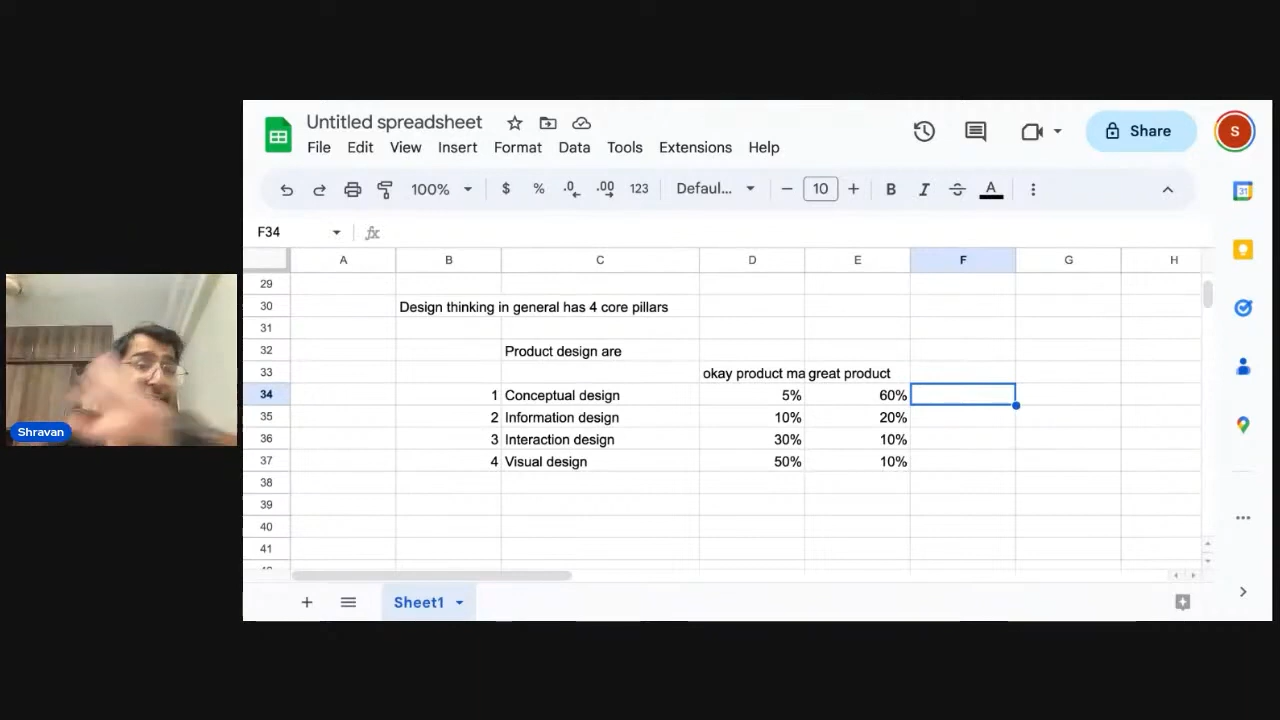 Untitled spreadsheet
File Edit View Insert Format Data Tools Extensions Help
Share
S
100% $ % .0 .00 123 Defaul... 10 B I S A
31
F34 fx
A B C D E F G H
29
30 Design thinking in general has 4 core pillars
31
32 Product design are
33 okay product ma great product
34 1 Conceptual design 5% 60%
35 2 Information design 10% 20%
36 3 Interaction design 30% 10%
37 4 Visual design 50% 10%
38
39
40
41
Shravan
Sheet1